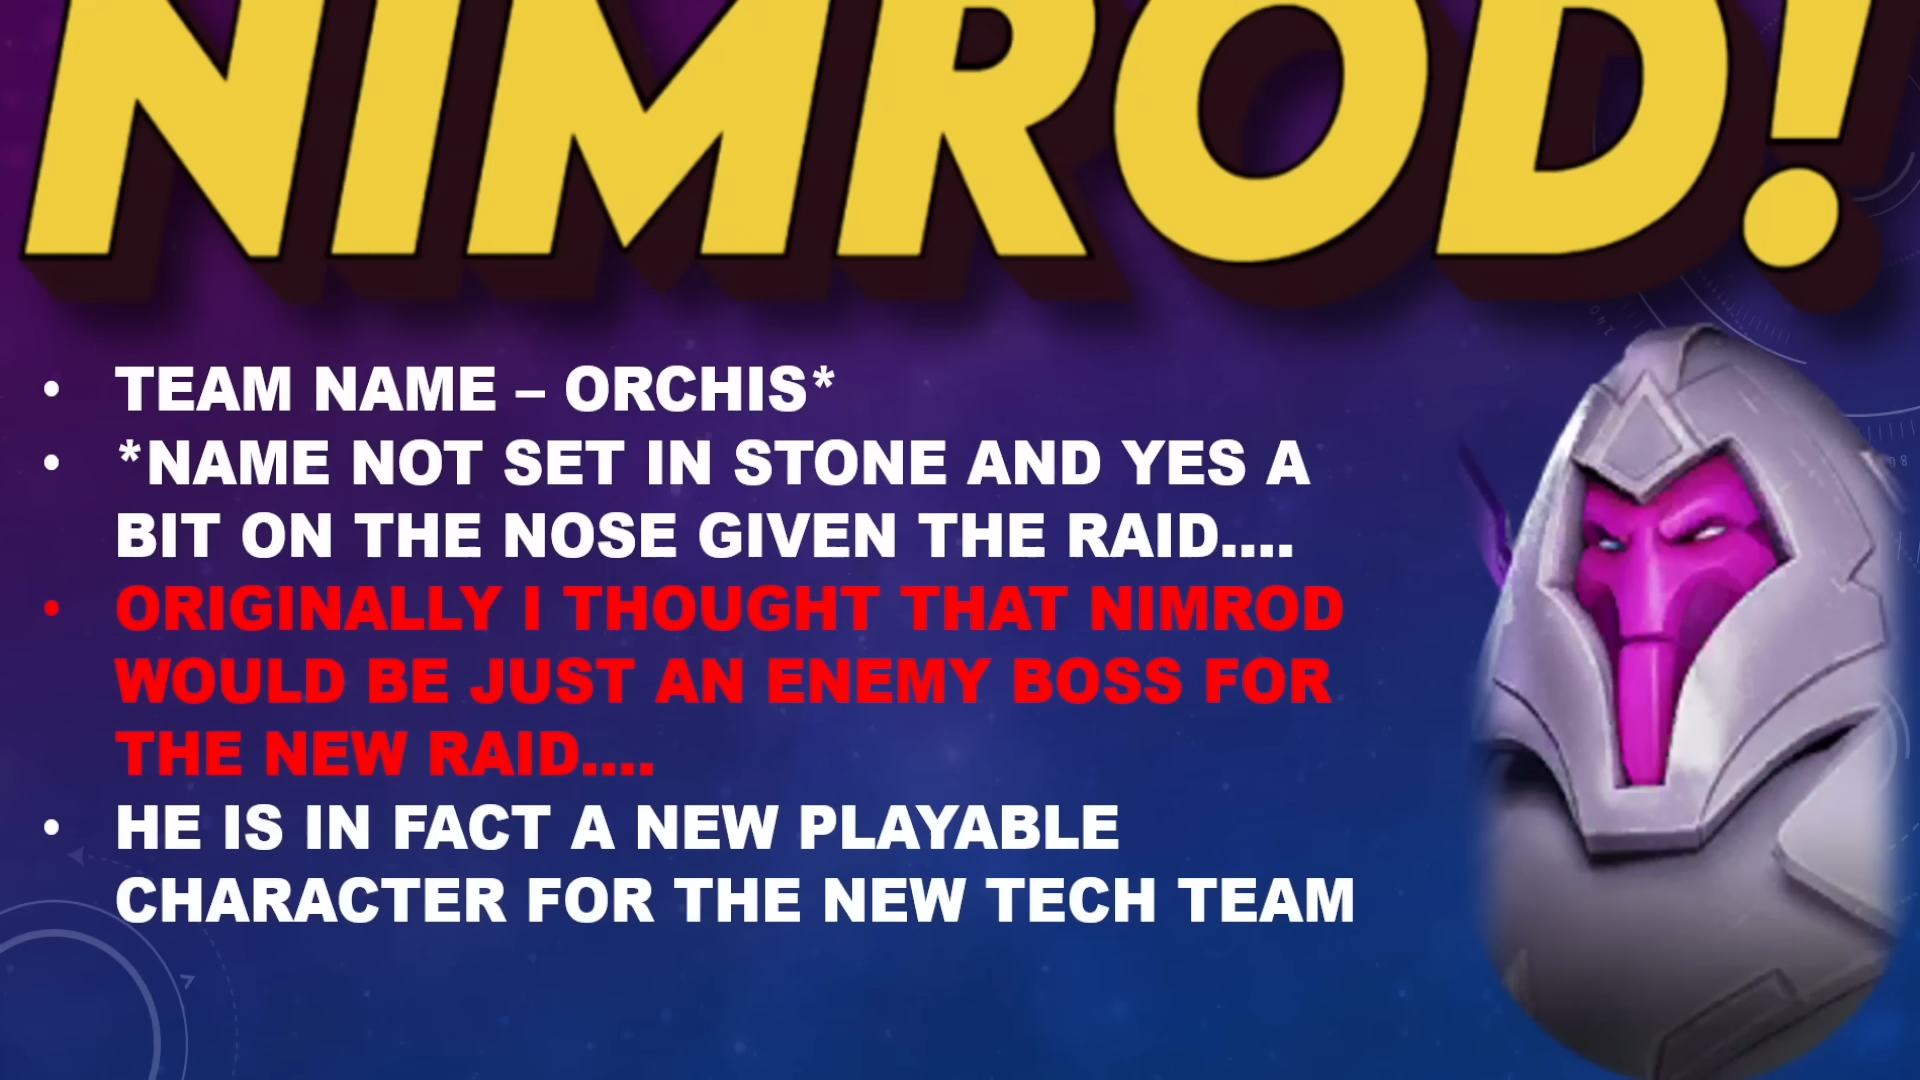 NIMROD!
• TEAM NAME – ORCHIS*
• *NAME NOT SET IN STONE AND YES A
BIT ON THE NOSE GIVEN THE RAID....
• ORIGINALLY I THOUGHT THAT NIMROD
WOULD BE JUST AN ENEMY BOSS FOR
THE NEW RAID....
• HE IS IN FACT A NEW PLAYABLE
CHARACTER FOR THE NEW TECH TEAM
240